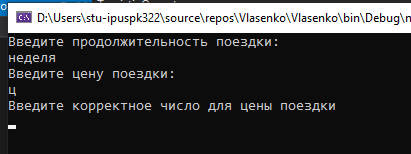 D:\Users\stu-ipuspk322\source\repos\Vlasenko\Vlasenko\bin\Debug\n
Введите продолжительность поездки:
неделя
Введите цену поездки:
ц
Введите корректное число для цены поездки